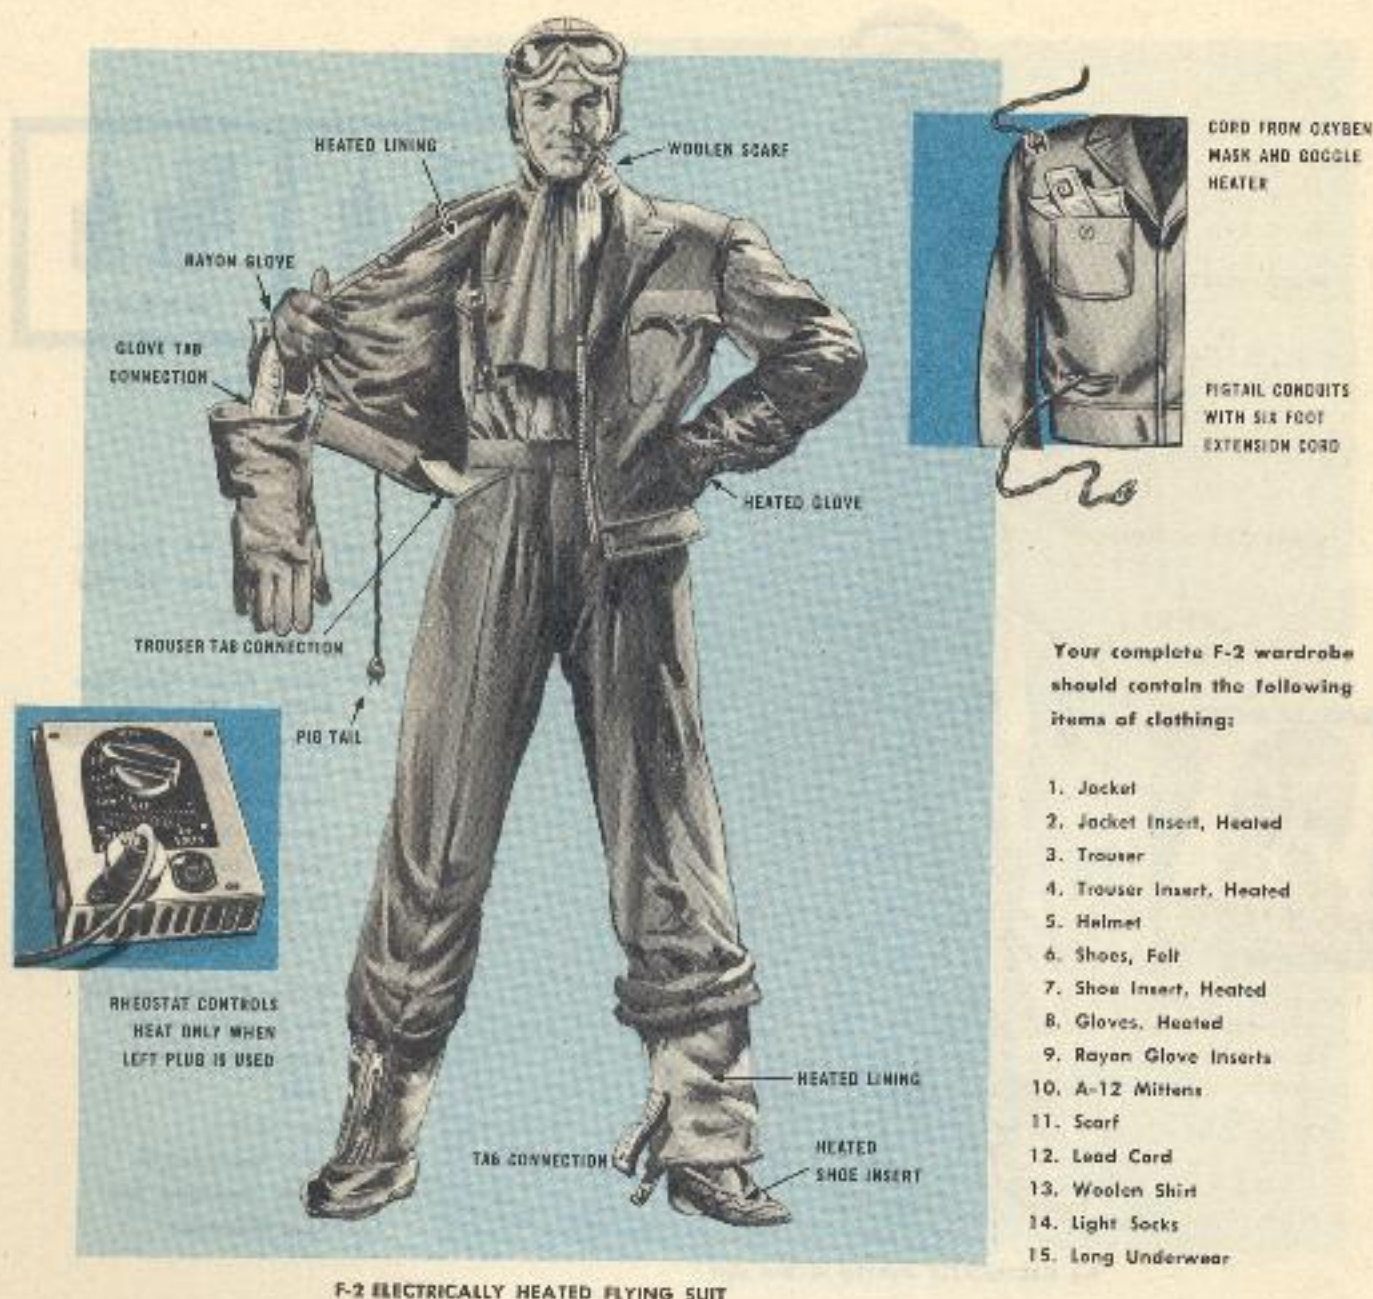 HEATED LINING
WOOLEN SCARF
RAYON GLOVE
GLOVE TAB
CONNECTION
HEATED GLOVE
TROUSER TAB CONNECTION
PIG TAIL
CORD FROM OXYGEN
MASK AND GOGGLE
HEATER
PIGTAIL CONDUITS
WITH SIX FOOT
EXTENSION CORD
RHEOSTAT CONTROLS
HEAT ONLY WHEN
LEFT PLUG IS USED
HEATED LINING
TAB CONNECTION
HEATED
SHOE INSERT
Your complete F-2 wardrobe
should contain the following
items of clothing:
1. Jacket
2. Jacket Insert, Heated
3. Trouser
4. Trouser Insert, Heated
5. Helmet
6. Shoes, Felt
7. Shoe Insert, Heated
8. Gloves, Heated
9. Rayon Glove Inserts
10. A-12 Mittens
11. Scarf
12. Lead Cord
13. Woolen Shirt
14. Light Socks
15. Long Underwear
F-2 ELECTRICALLY HEATED FLYING SUIT